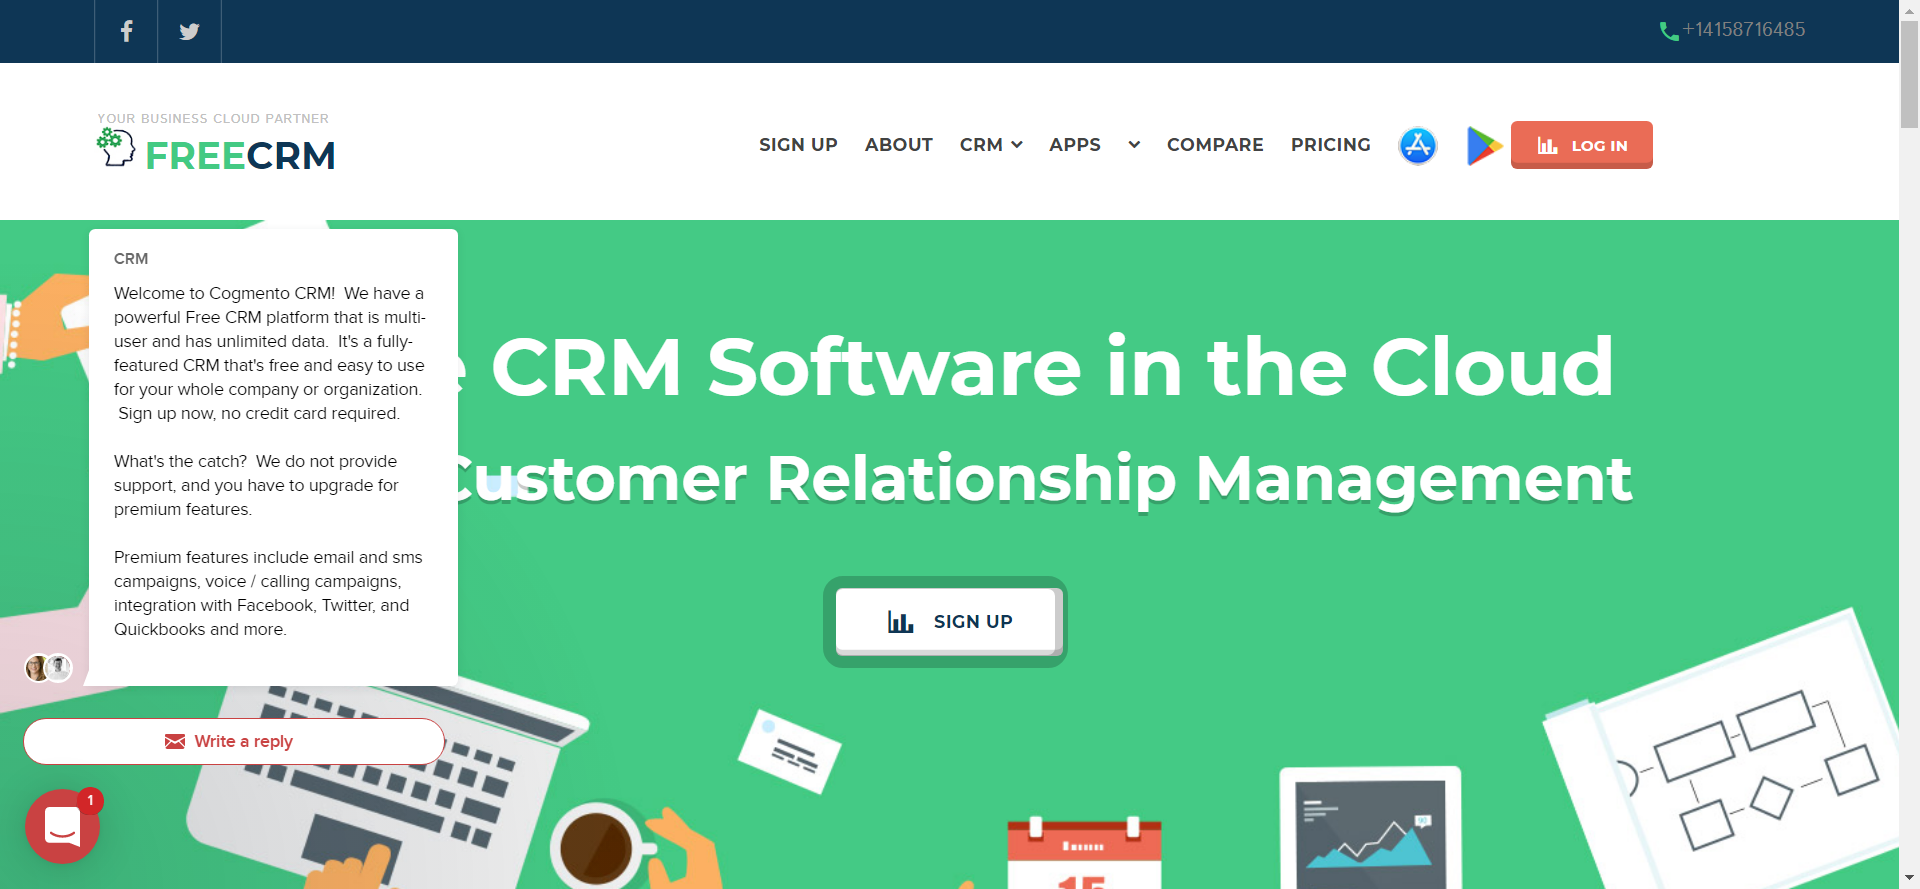 +14158716485
YOUR BUSINESS CLOUD PARTNER
FREECRM
SIGN UP ABOUT CRM APPS COMPARE PRICING LOG IN
CRM
Welcome to Cogmento CRM!  We have a
powerful Free CRM platform that is multi-
user and has unlimited data.  It's a fully-
featured CRM that's free and easy to use
for your whole company or organization.
Sign up now, no credit card required.
What's the catch?  We do not provide
support, and you have to upgrade for
premium features.
Premium features include email and sms
campaigns, voice / calling campaigns,
integration with Facebook, Twitter, and
Quickbooks and more.
CRM Software in the Cloud
Customer Relationship Management
SIGN UP
Write a reply
1
90
15